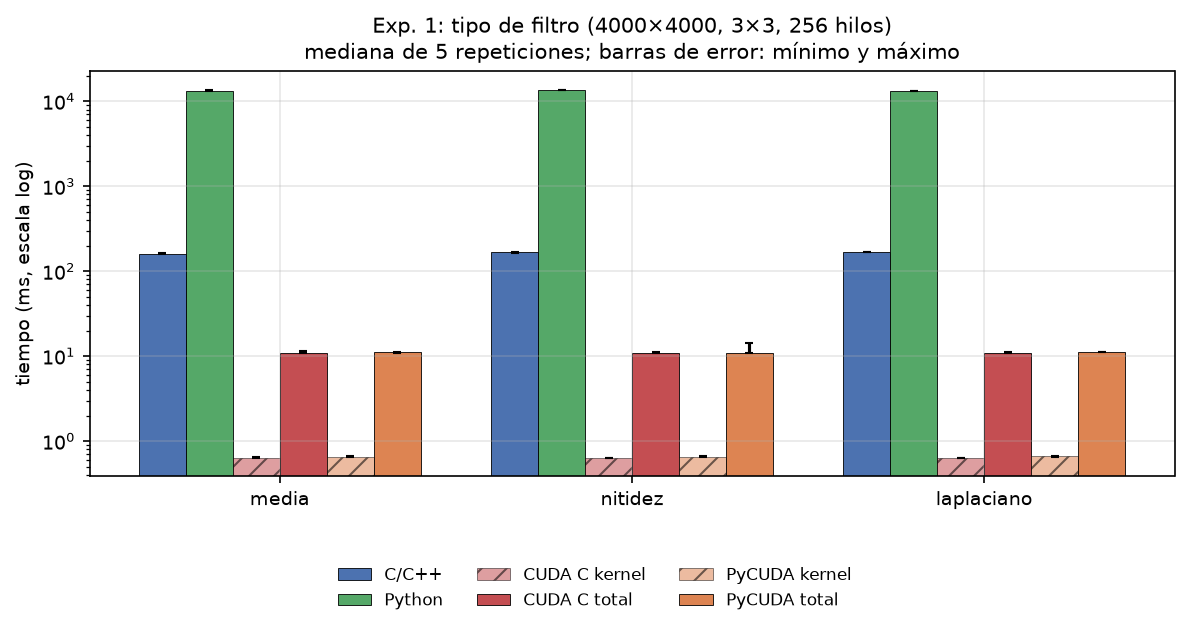 Exp. 1: tipo de filtro (4000×4000, 3×3, 256 hilos)
mediana de 5 repeticiones; barras de error: mínimo y máximo
tiempo (ms, escala log)
10⁴
10³
10²
10¹
10⁰
media
nitidez
laplaciano
C/C++
Python
CUDA C kernel
CUDA C total
PyCUDA kernel
PyCUDA total